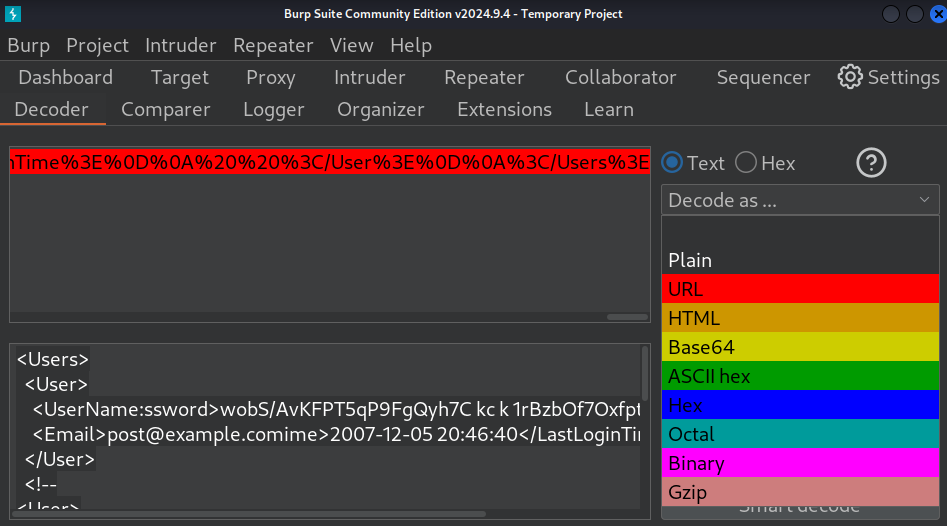 Burp Suite Community Edition v2024.9.4 - Temporary Project
Burp Project Intruder Repeater View Help
Dashboard Target Proxy Intruder Repeater Collaborator Sequencer Settings
Decoder Comparer Logger Organizer Extensions Learn
Time%3E%0D%0A%20%20%3C/User%3E%0D%0A%3C/Users%3E
Text Hex ?
Decode as ...
Plain
URL
HTML
Base64
ASCII hex
Hex
Octal
Binary
Gzip
Smart decode
<Users>
<User>
<UserName:ssword>wobS/AvKFPT5qP9FgQyh7C kc k 1rBzbOf7Oxfpt
<Email>post@example.comime>2007-12-05 20:46:40</LastLoginTi
</User>
<!--
<User>